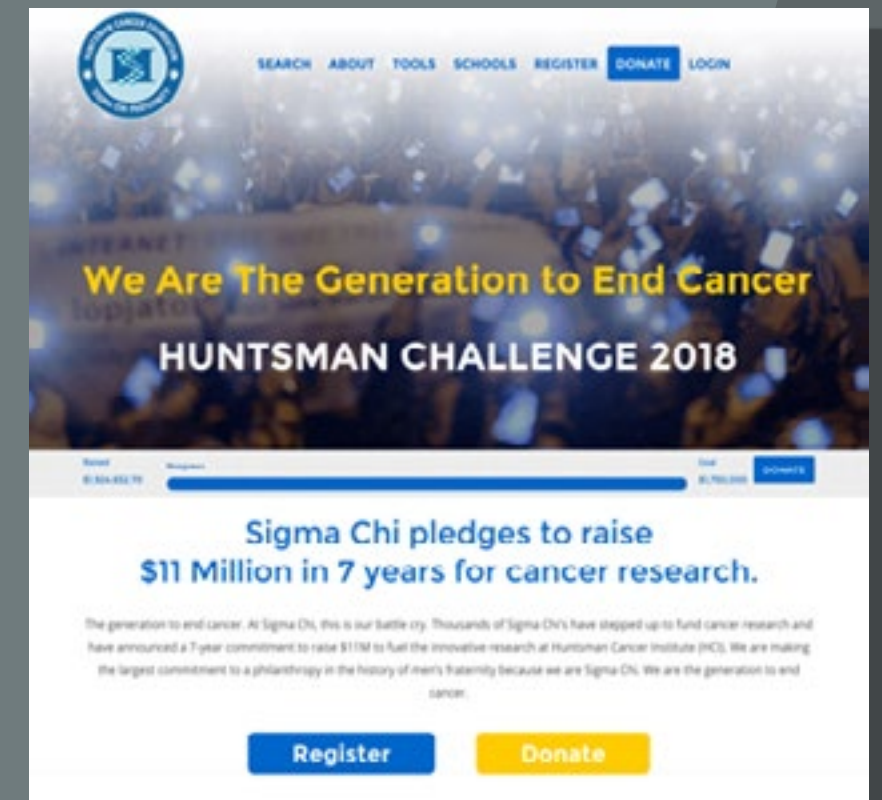 SEARCH ABOUT TOOLS SCHOOLS REGISTER DONATE LOGIN
INTERNET
lopjato
We Are The Generation to End Cancer
HUNTSMAN CHALLENGE 2018
Raised
Goal
DONATE
Sigma Chi pledges to raise
$11 Million in 7 years for cancer research.
The generation to end cancer. At Sigma Chi, this is our battle cry. Thousands of Sigma Chi's have stepped up to fund cancer research and
have announced a 7-year commitment to raise $11M to fuel the innovative research at Huntsman Cancer Institute (HCI). We are making
the largest commitment to a philanthropy in the history of men's fraternity because we are Sigma Chi. We are the generation to end
cancer.
Register Donate